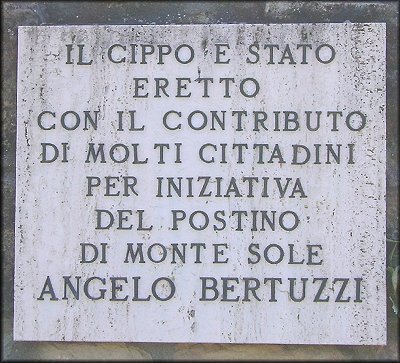 IL CIPPO E STATO
ERETTO
CON IL CONTRIBUTO
DI MOLTI CITTADINI
PER INIZIATIVA
DEL POSTINO
DI MONTE SOLE
ANGELO BERTUZZI